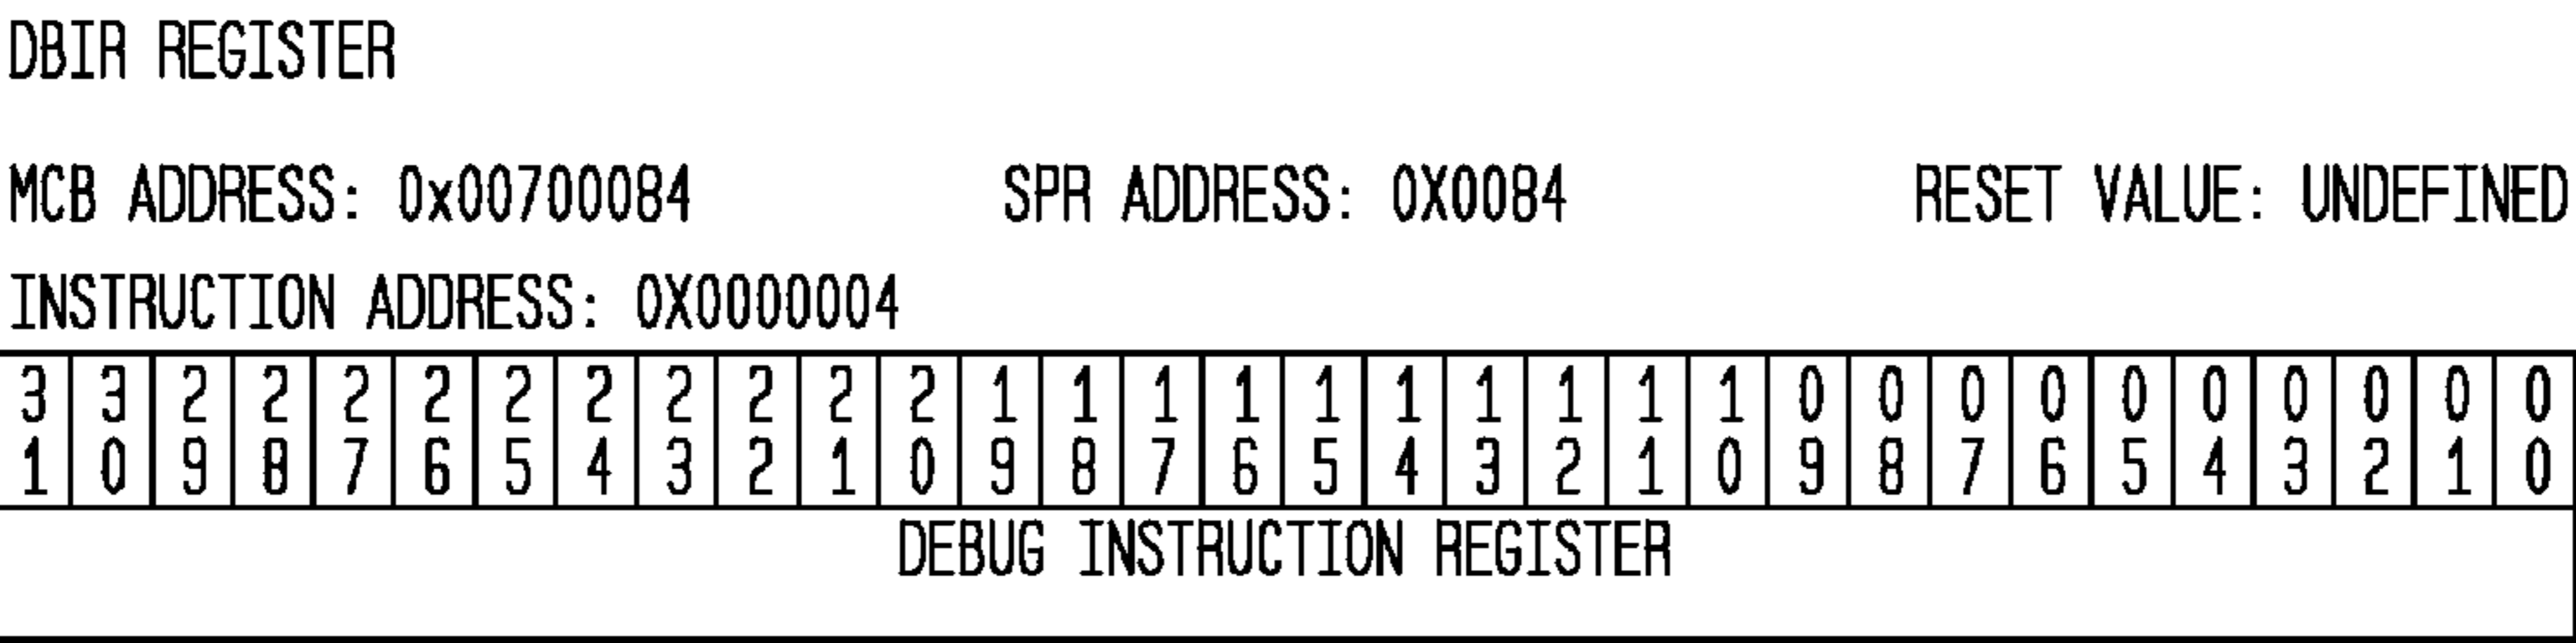 DBIR REGISTER
MCB ADDRESS: 0x00700084 SPR ADDRESS: 0X0084 RESET VALUE: UNDEFINED
INSTRUCTION ADDRESS: 0X0000004
3 3 2 2 2 2 2 2 2 2 2 2 1 1 1 1 1 1 1 1 1 1 0 0 0 0 0 0 0 0 0 0
1 0 9 8 7 6 5 4 3 2 1 0 9 8 7 6 5 4 3 2 1 0 9 8 7 6 5 4 3 2 1 0
DEBUG INSTRUCTION REGISTER